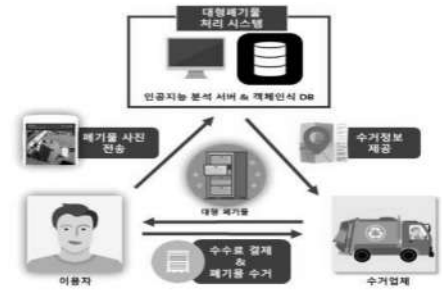 대형폐기물
처리 시스템
인공지능 분석 서버 & 객체인식 DB
폐기물 사진
전송
수거정보
제공
대형 폐기물
수수료 결제
&
폐기물 수거
이용자
수거업체